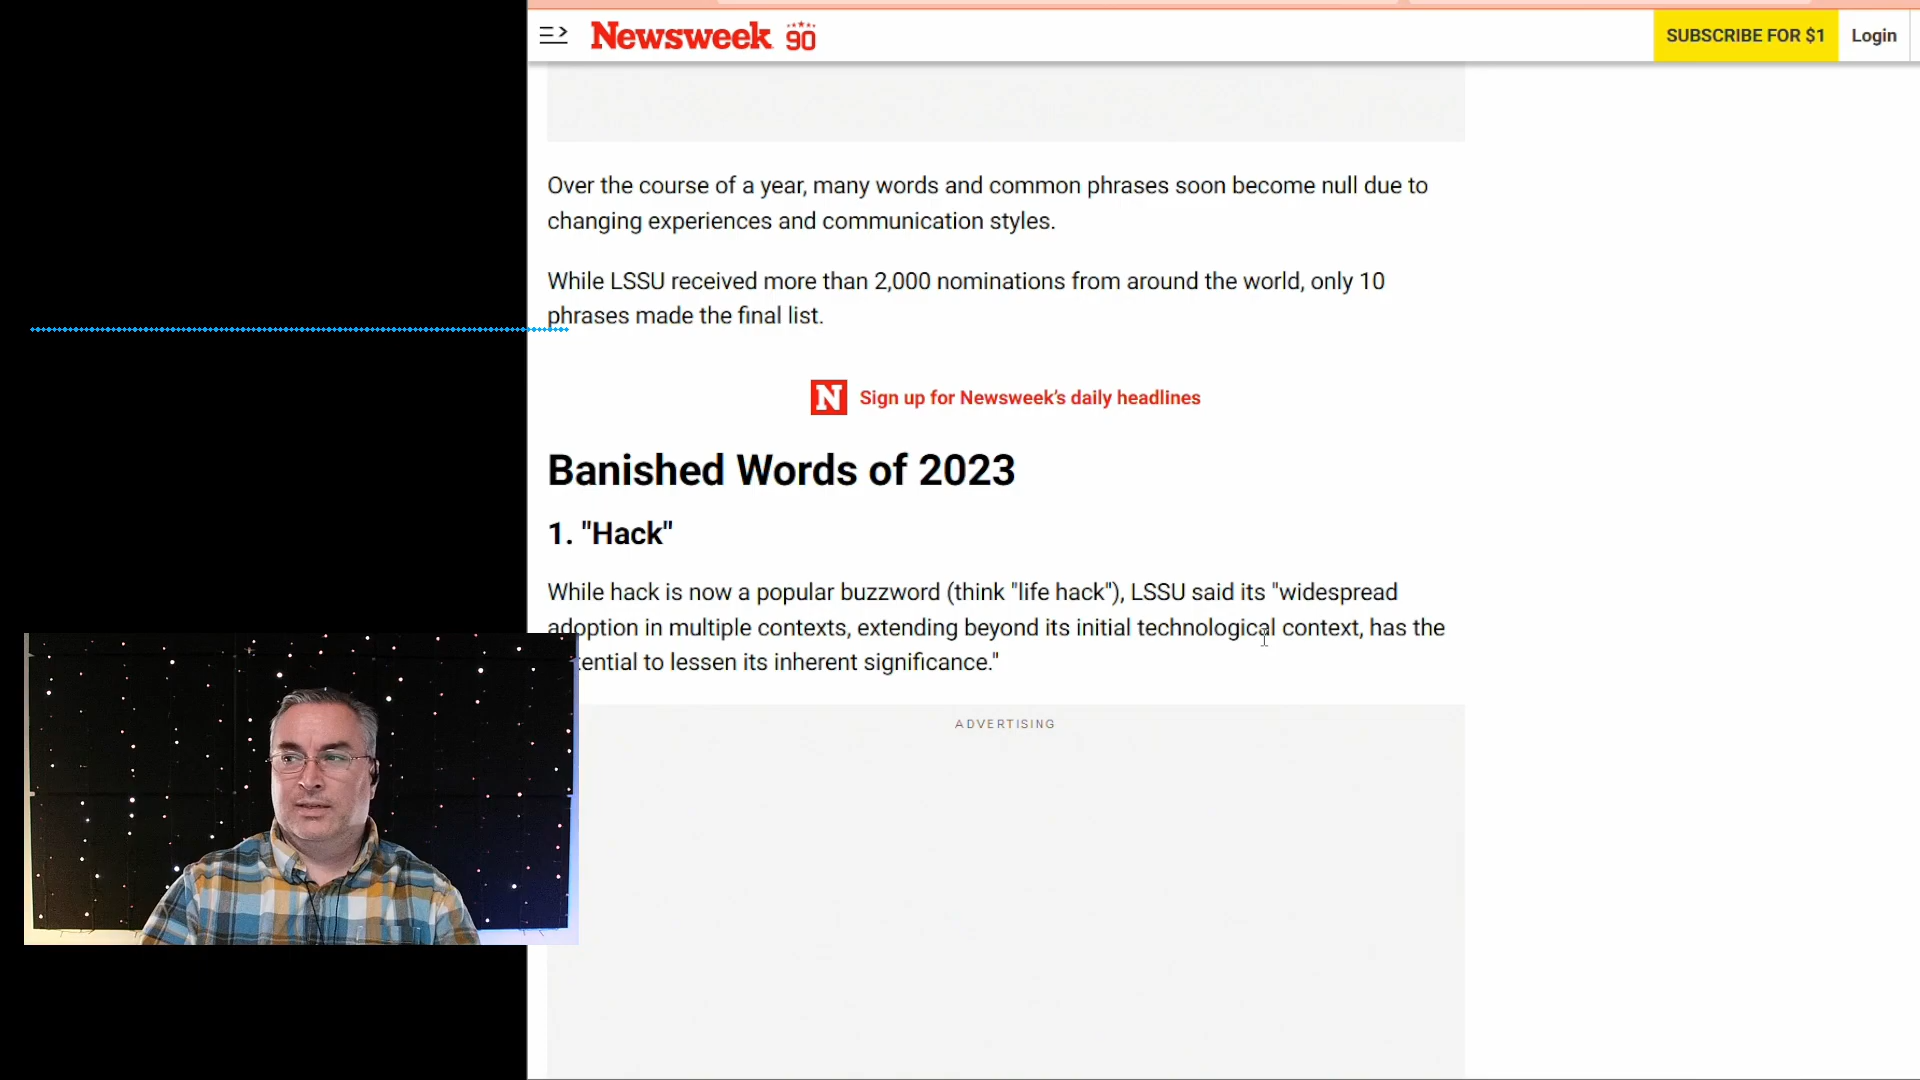 Newsweek 90
SUBSCRIBE FOR $1
Login
Over the course of a year, many words and common phrases soon become null due to
changing experiences and communication styles.
While LSSU received more than 2,000 nominations from around the world, only 10
phrases made the final list.
N Sign up for Newsweek's daily headlines
Banished Words of 2023
1. "Hack"
While hack is now a popular buzzword (think "life hack"), LSSU said its "widespread
adoption in multiple contexts, extending beyond its initial technological context, has the
tential to lessen its inherent significance."
ADVERTISING